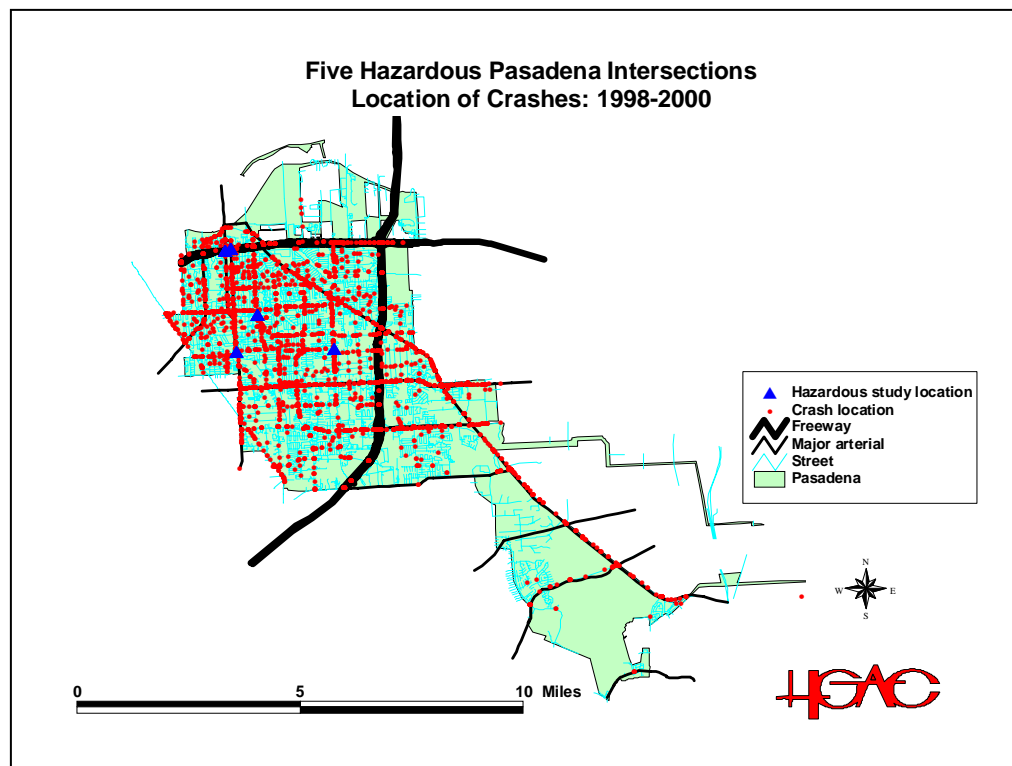 Five Hazardous Pasadena Intersections
Location of Crashes: 1998-2000
Hazardous study location
Crash location
Freeway
Major arterial
Street
Pasadena
N
W E
S
0 5 10 Miles
HGAC